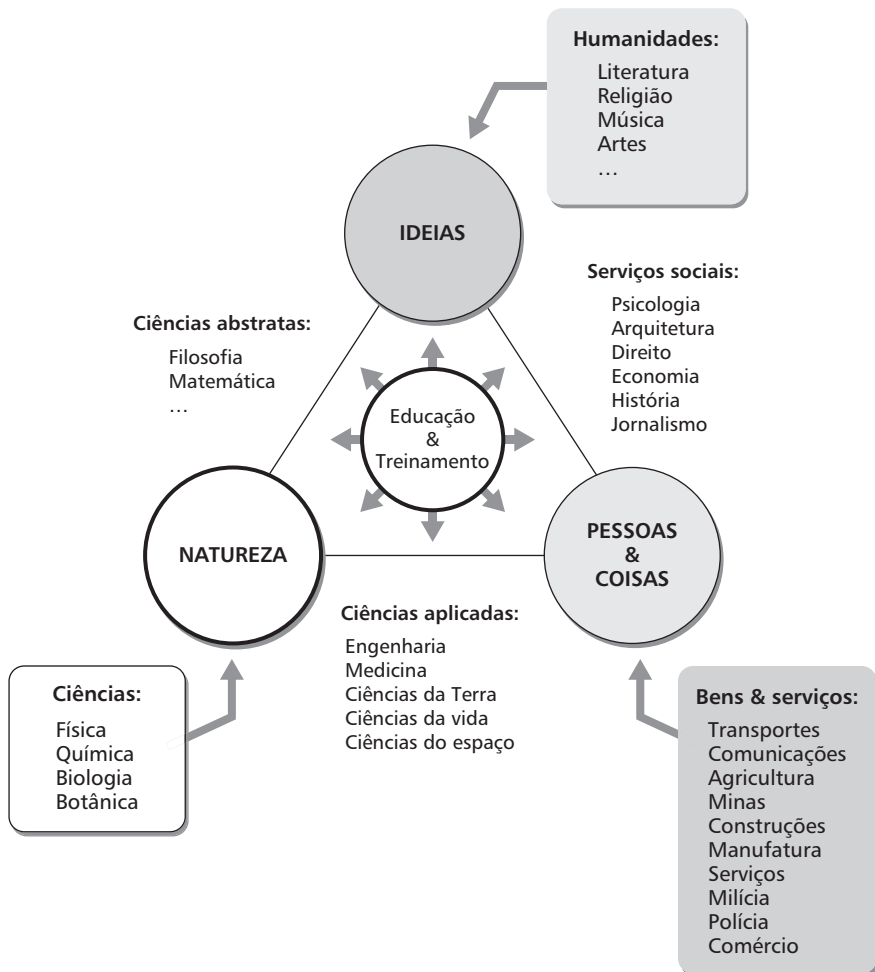 Humanidades:
Literatura
Religião
Música
Artes
…
IDEIAS
Serviços sociais:
Psicologia
Arquitetura
Direito
Economia
História
Jornalismo
Ciências abstratas:
Filosofia
Matemática
…
Educação
&
Treinamento
NATUREZA
PESSOAS
&
COISAS
Ciências aplicadas:
Engenharia
Medicina
Ciências da Terra
Ciências da vida
Ciências do espaço
Ciências:
Física
Química
Biologia
Botânica
Bens & serviços:
Transportes
Comunicações
Agricultura
Minas
Construções
Manufatura
Serviços
Milícia
Polícia
Comércio